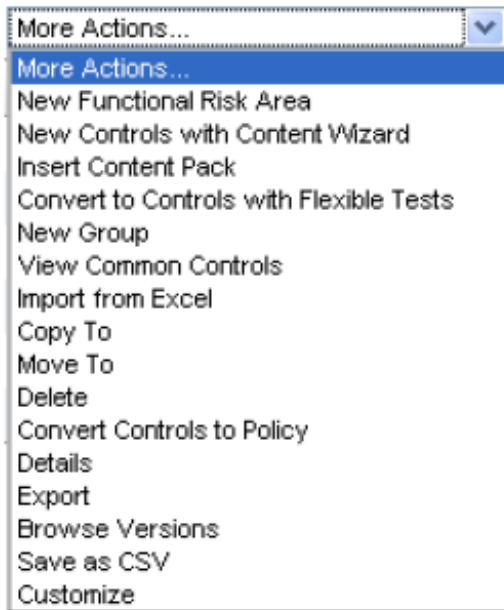 More Actions...
More Actions...
New Functional Risk Area
New Controls with Content Wizard
Insert Content Pack
Convert to Controls with Flexible Tests
New Group
View Common Controls
Import from Excel
Copy To
Move To
Delete
Convert Controls to Policy
Details
Export
Browse Versions
Save as CSV
Customize